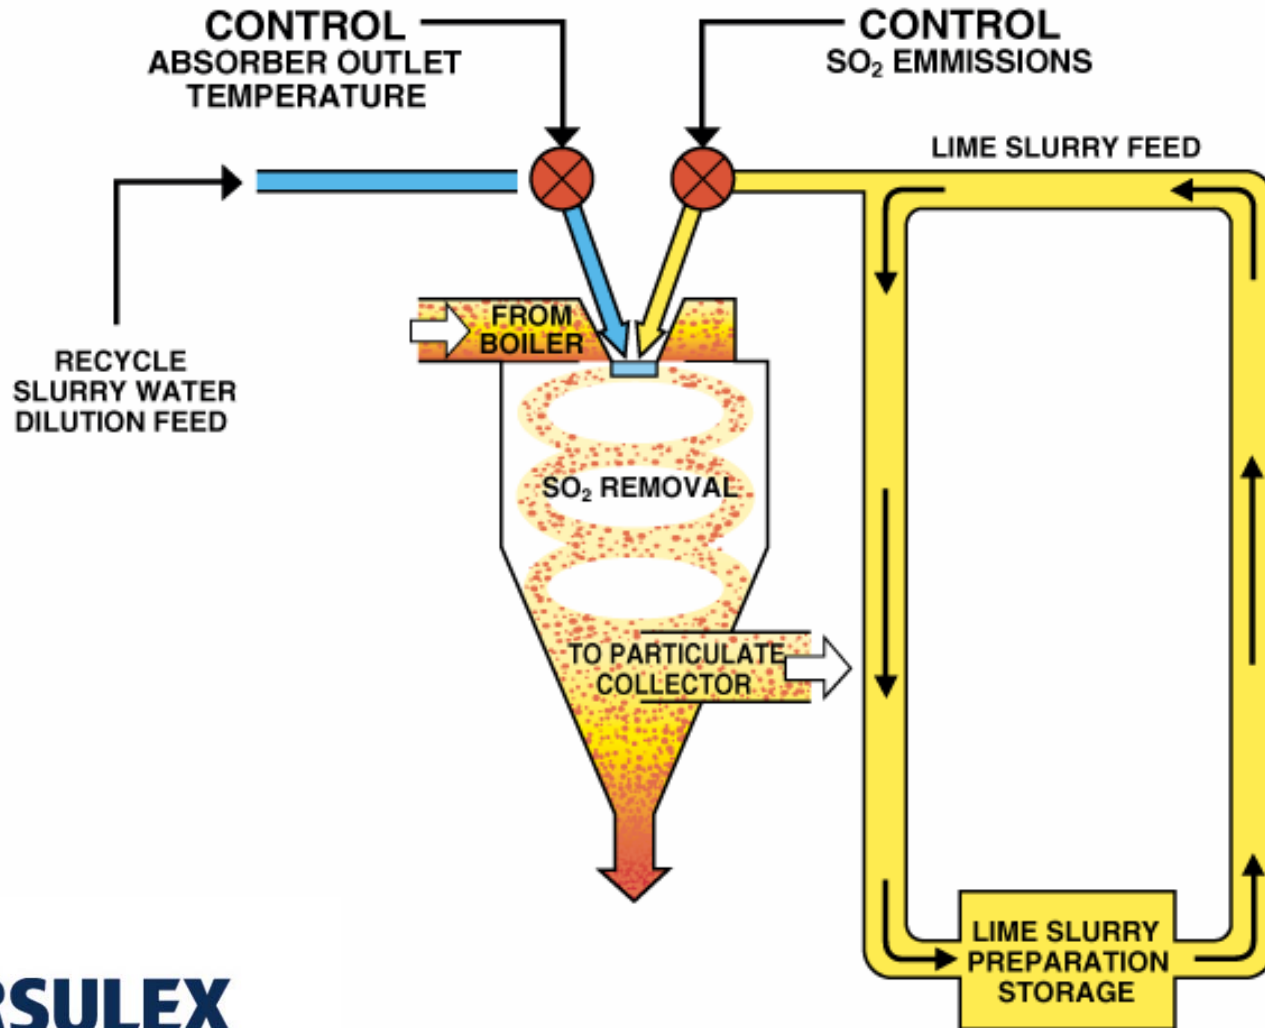 CONTROL
ABSORBER OUTLET
TEMPERATURE
CONTROL
SO₂ EMMISSIONS
LIME SLURRY FEED
RECYCLE
SLURRY WATER
DILUTION FEED
FROM
BOILER
SO₂ REMOVAL
TO PARTICULATE
COLLECTOR
LIME SLURRY
PREPARATION
STORAGE
RSULEX